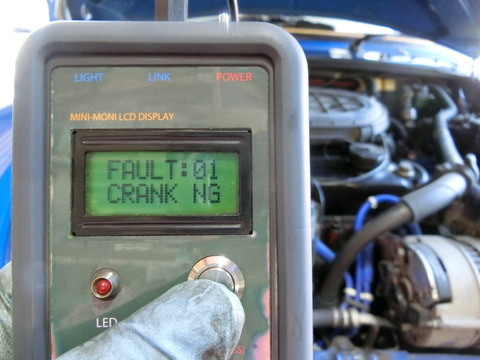 LIGHT LINK POWER
MINI-MONI LCD DISPLAY
FAULT:01
CRANK NG
LED